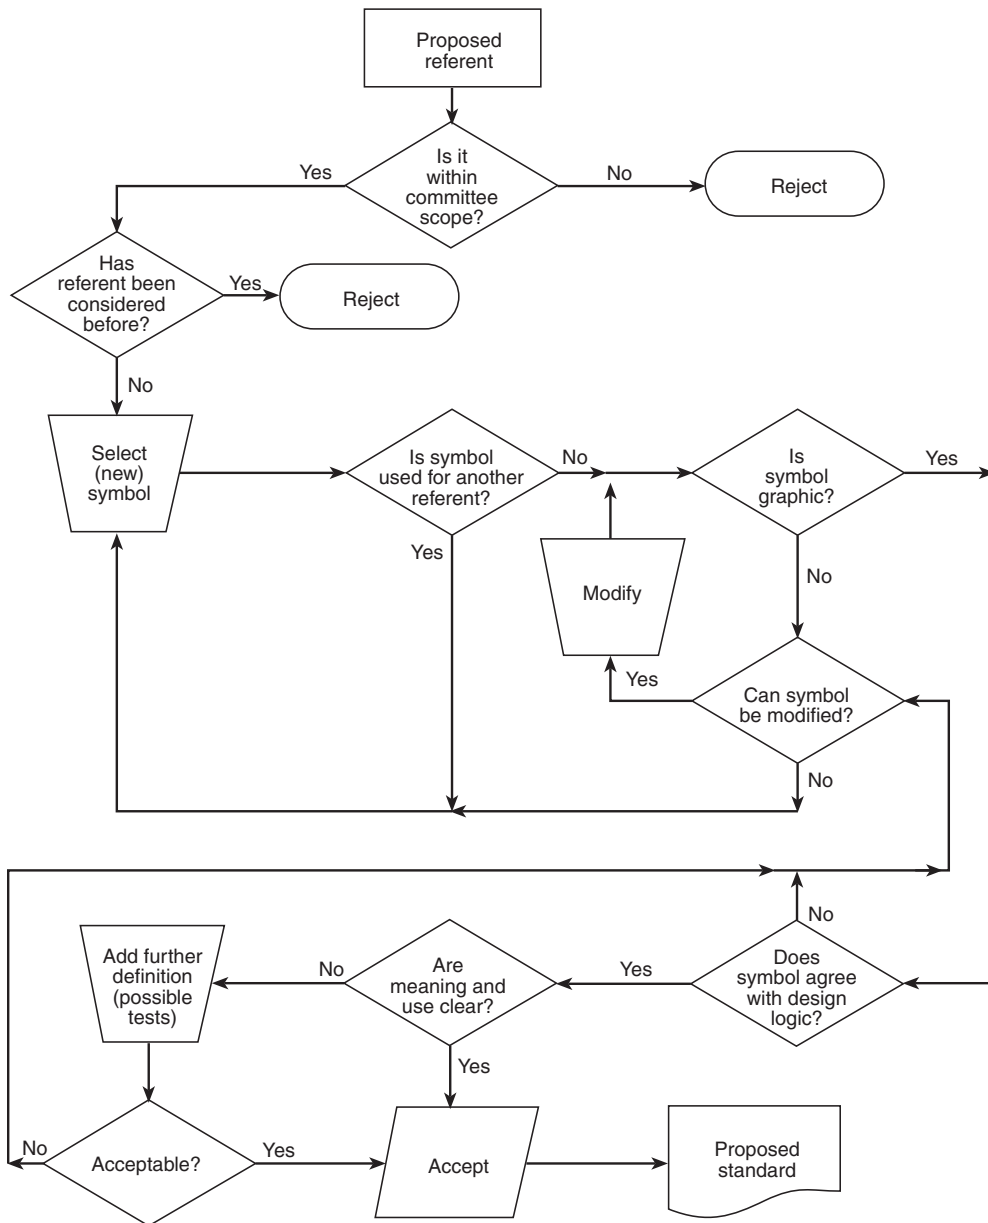 Proposed
referent
Is it
within
committee
scope?
Yes
No
Reject
Has
referent been
considered
before?
Yes
Reject
No
Select
(new)
symbol
Is symbol
used for another
referent?
No
Is
symbol
graphic?
Yes
Yes
No
Modify
Yes
Can symbol
be modified?
No
No
Does
symbol agree
with design
logic?
Yes
Are
meaning and
use clear?
No
Add further
definition
(possible
tests)
Yes
No
Acceptable?
Yes
Accept
Proposed
standard